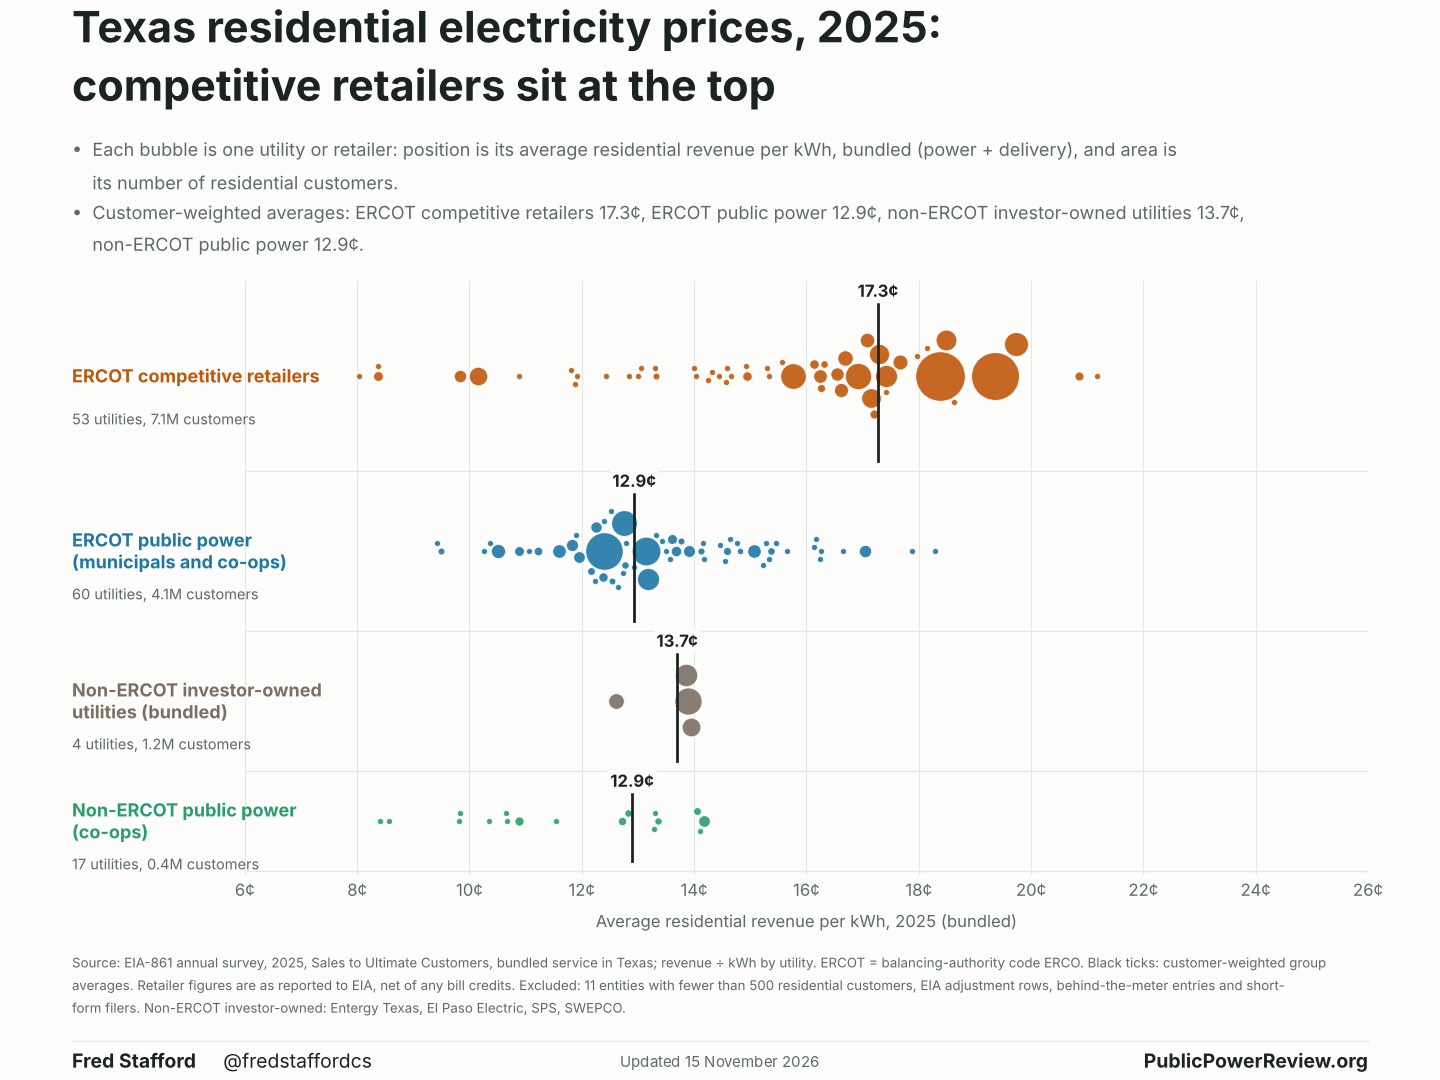 Texas residential electricity prices, 2025:
competitive retailers sit at the top
• Each bubble is one utility or retailer: position is its average residential revenue per kWh, bundled (power + delivery), and area is
its number of residential customers.
• Customer-weighted averages: ERCOT competitive retailers 17.3¢, ERCOT public power 12.9¢, non-ERCOT investor-owned utilities 13.7¢,
non-ERCOT public power 12.9¢.
17.3¢
ERCOT competitive retailers
53 utilities, 7.1M customers
12.9¢
ERCOT public power
(municipals and co-ops)
60 utilities, 4.1M customers
13.7¢
Non-ERCOT investor-owned
utilities (bundled)
4 utilities, 1.2M customers
12.9¢
Non-ERCOT public power
(co-ops)
17 utilities, 0.4M customers
6¢ 8¢ 10¢ 12¢ 14¢ 16¢ 18¢ 20¢ 22¢ 24¢ 26¢
Average residential revenue per kWh, 2025 (bundled)
Source: EIA-861 annual survey, 2025, Sales to Ultimate Customers, bundled service in Texas; revenue ÷ kWh by utility. ERCOT = balancing-authority code ERCO. Black ticks: customer-weighted group
averages. Retailer figures are as reported to EIA, net of any bill credits. Excluded: 11 entities with fewer than 500 residential customers, EIA adjustment rows, behind-the-meter entries and short-
form filers. Non-ERCOT investor-owned: Entergy Texas, El Paso Electric, SPS, SWEPCO.
Fred Stafford @fredstaffordcs Updated 15 November 2026 PublicPowerReview.org